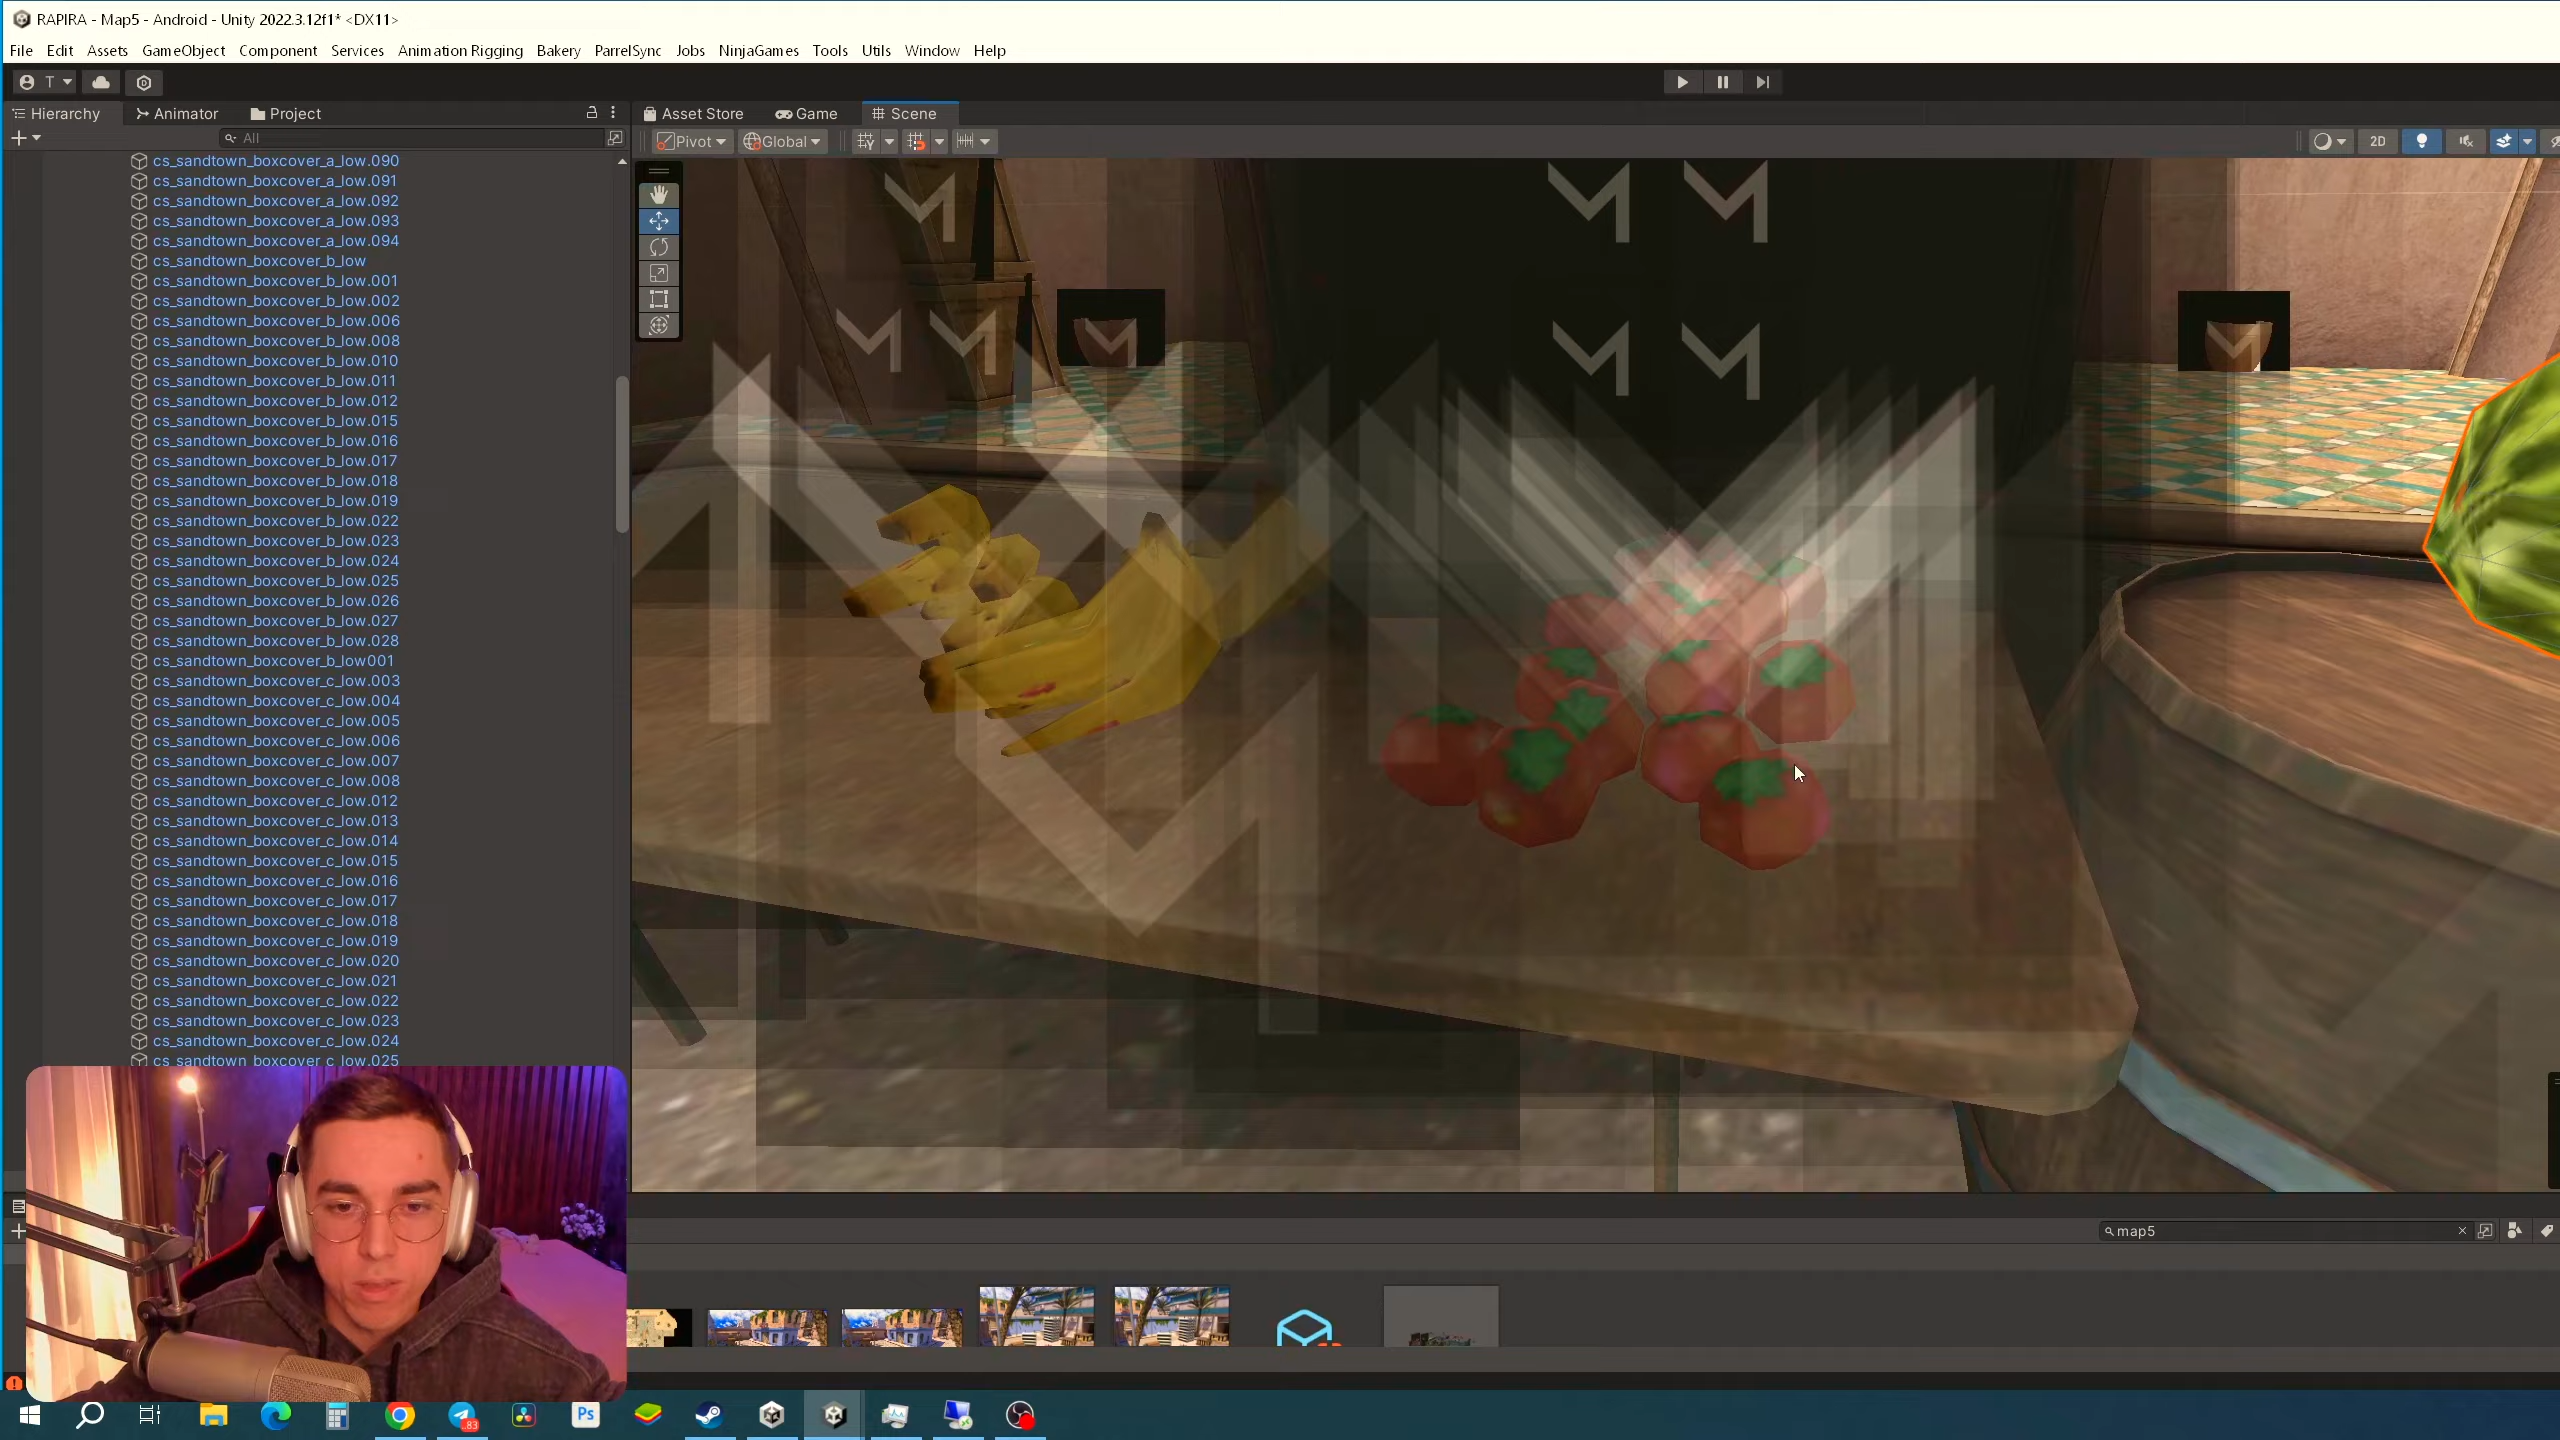 RAPIRA - Map5 - Android - Unity 2022.3.12f1* <DX11>
File Edit Assets GameObject Component Services Animation Rigging Bakery ParrelSync Jobs NinjaGames Tools Utils Window Help
T
Hierarchy Animator Project Asset Store Game Scene
All Pivot Global 2D
cs_sandtown_boxcover_a_low.090
cs_sandtown_boxcover_a_low.091
cs_sandtown_boxcover_a_low.092
cs_sandtown_boxcover_a_low.093
cs_sandtown_boxcover_a_low.094
cs_sandtown_boxcover_b_low
cs_sandtown_boxcover_b_low.001
cs_sandtown_boxcover_b_low.002
cs_sandtown_boxcover_b_low.006
cs_sandtown_boxcover_b_low.008
cs_sandtown_boxcover_b_low.010
cs_sandtown_boxcover_b_low.011
cs_sandtown_boxcover_b_low.012
cs_sandtown_boxcover_b_low.015
cs_sandtown_boxcover_b_low.016
cs_sandtown_boxcover_b_low.017
cs_sandtown_boxcover_b_low.018
cs_sandtown_boxcover_b_low.019
cs_sandtown_boxcover_b_low.022
cs_sandtown_boxcover_b_low.023
cs_sandtown_boxcover_b_low.024
cs_sandtown_boxcover_b_low.025
cs_sandtown_boxcover_b_low.026
cs_sandtown_boxcover_b_low.027
cs_sandtown_boxcover_b_low.028
cs_sandtown_boxcover_b_low001
cs_sandtown_boxcover_c_low.003
cs_sandtown_boxcover_c_low.004
cs_sandtown_boxcover_c_low.005
cs_sandtown_boxcover_c_low.006
cs_sandtown_boxcover_c_low.007
cs_sandtown_boxcover_c_low.008
cs_sandtown_boxcover_c_low.012
cs_sandtown_boxcover_c_low.013
cs_sandtown_boxcover_c_low.014
cs_sandtown_boxcover_c_low.015
cs_sandtown_boxcover_c_low.016
cs_sandtown_boxcover_c_low.017
cs_sandtown_boxcover_c_low.018
cs_sandtown_boxcover_c_low.019
cs_sandtown_boxcover_c_low.020
cs_sandtown_boxcover_c_low.021
cs_sandtown_boxcover_c_low.022
cs_sandtown_boxcover_c_low.023
cs_sandtown_boxcover_c_low.024
cs_sandtown_boxcover_c_low.025
map5
83
Ps